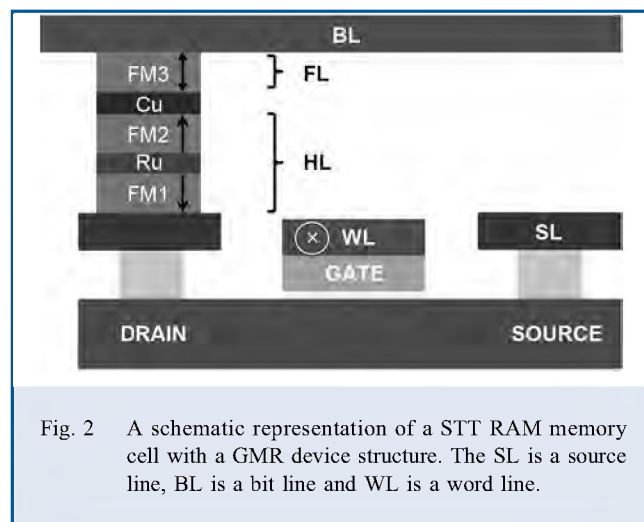 BL
FM3
FL
Cu
FM2
Ru
HL
FM1
WL
SL
GATE
DRAIN
SOURCE
Fig. 2 A schematic representation of a STT RAM memory
cell with a GMR device structure. The SL is a source
line, BL is a bit line and WL is a word line.